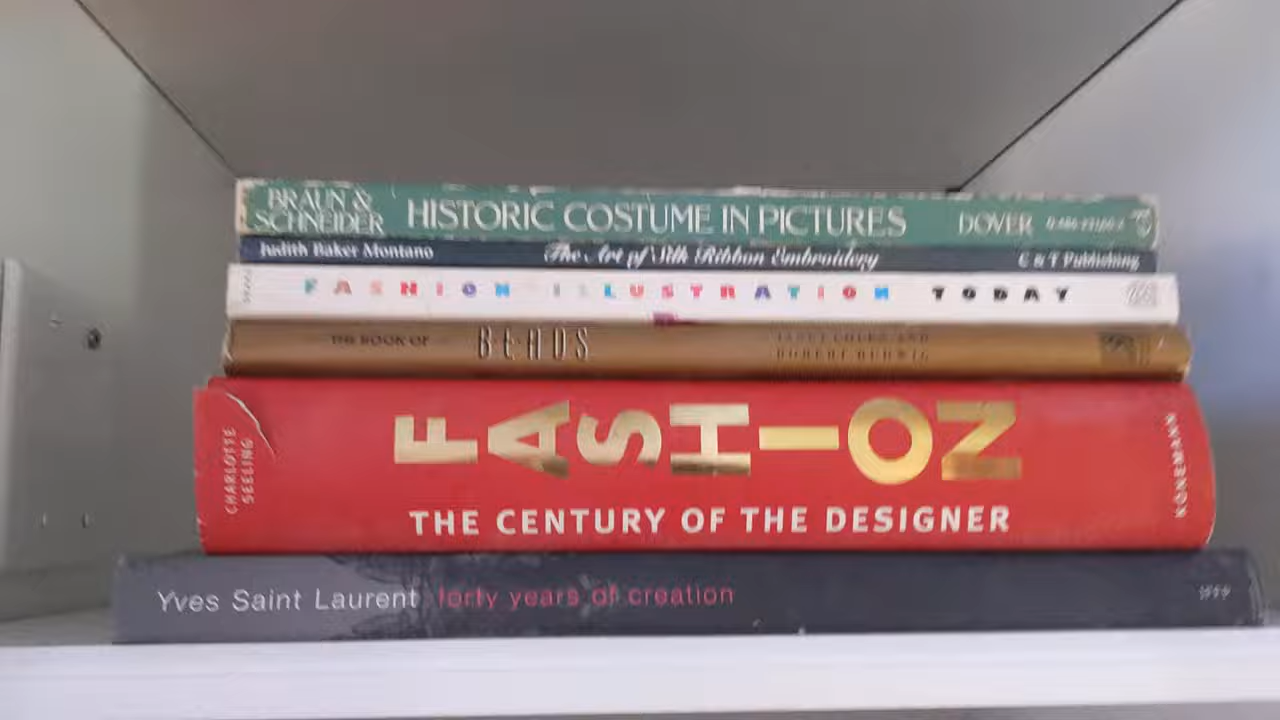 BRAUN & SCHNEIDER HISTORIC COSTUME IN PICTURES DOVER
Judith Baker Montano The Art of Silk Ribbon Embroidery C & T Publishing
FASHION ILLUSTRATION TODAY
THE BOOK OF BEADS
CHARLOTTE SEELING FASHION KÖNEMANN
THE CENTURY OF THE DESIGNER
Yves Saint Laurent forty years of creation